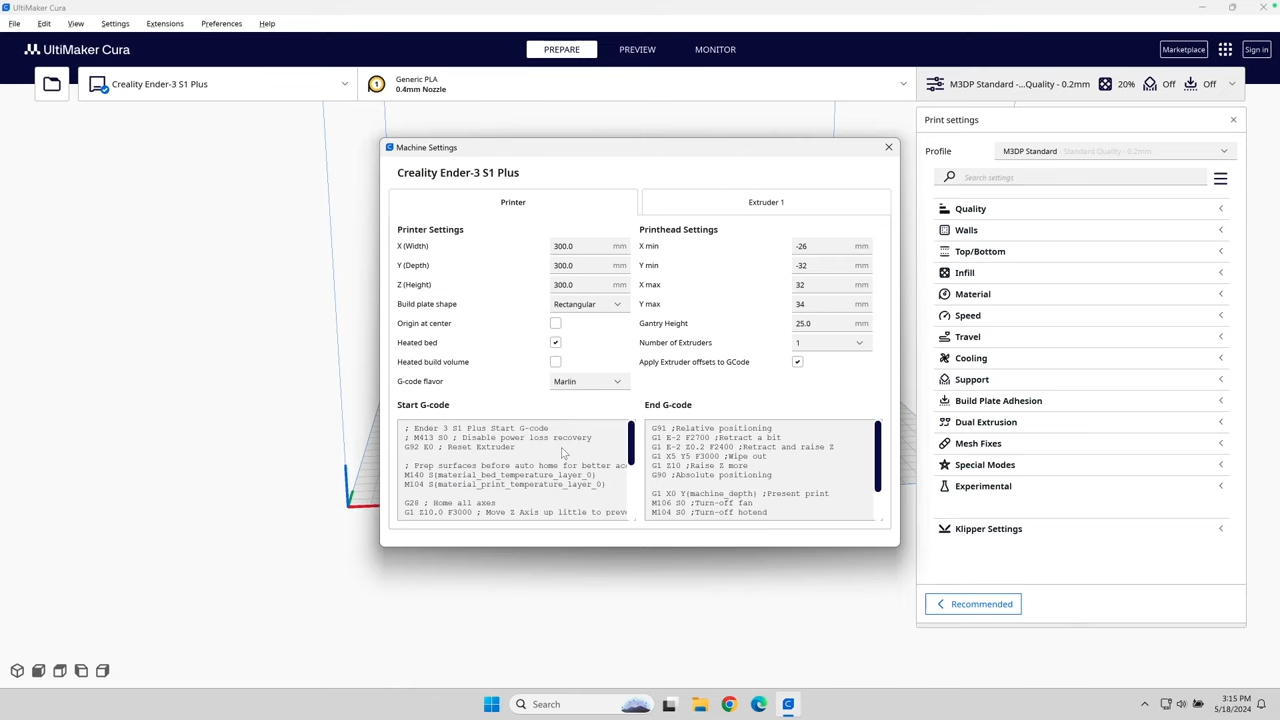 UltiMaker Cura
File Edit View Settings Extensions Preferences Help
UltiMaker Cura
PREPARE PREVIEW MONITOR
Marketplace Sign in
Creality Ender-3 S1 Plus
1
Generic PLA
0.4mm Nozzle
M3DP Standard -...Quality - 0.2mm 20% Off Off
Print settings
Profile M3DP Standard - Standard Quality - 0.2mm
Search settings
Quality
Walls
Top/Bottom
Infill
Material
Speed
Travel
Cooling
Support
Build Plate Adhesion
Dual Extrusion
Mesh Fixes
Special Modes
Experimental
Klipper Settings
Recommended
Machine Settings
Creality Ender-3 S1 Plus
Printer Extruder 1
Printer Settings
X (Width) 300.0 mm
Y (Depth) 300.0 mm
Z (Height) 300.0 mm
Build plate shape Rectangular
Origin at center
Heated bed
Heated build volume
G-code flavor Marlin
Printhead Settings
X min -26 mm
Y min -32 mm
X max 32 mm
Y max 34 mm
Gantry Height 25.0 mm
Number of Extruders 1
Apply Extruder offsets to GCode
Start G-code
; Ender 3 S1 Plus Start G-code
; M413 S0 ; Disable power loss recovery
G92 E0 ; Reset Extruder
; Prep surfaces before auto home for better acc
M140 S{material_bed_temperature_layer_0}
M104 S{material_print_temperature_layer_0}
G28 ; Home all axes
G1 Z10.0 F3000 ; Move Z Axis up little to preve
End G-code
G91 ;Relative positioning
G1 E-2 F2700 ;Retract a bit
G1 E-2 Z0.2 F2400 ;Retract and raise Z
G1 X5 Y5 F3000 ;Wipe out
G1 Z10 ;Raise Z more
G90 ;Absolute positioning
G1 X0 Y{machine_depth} ;Present print
M106 S0 ;Turn-off fan
M104 S0 ;Turn-off hotend
Search
3:15 PM
5/18/2024